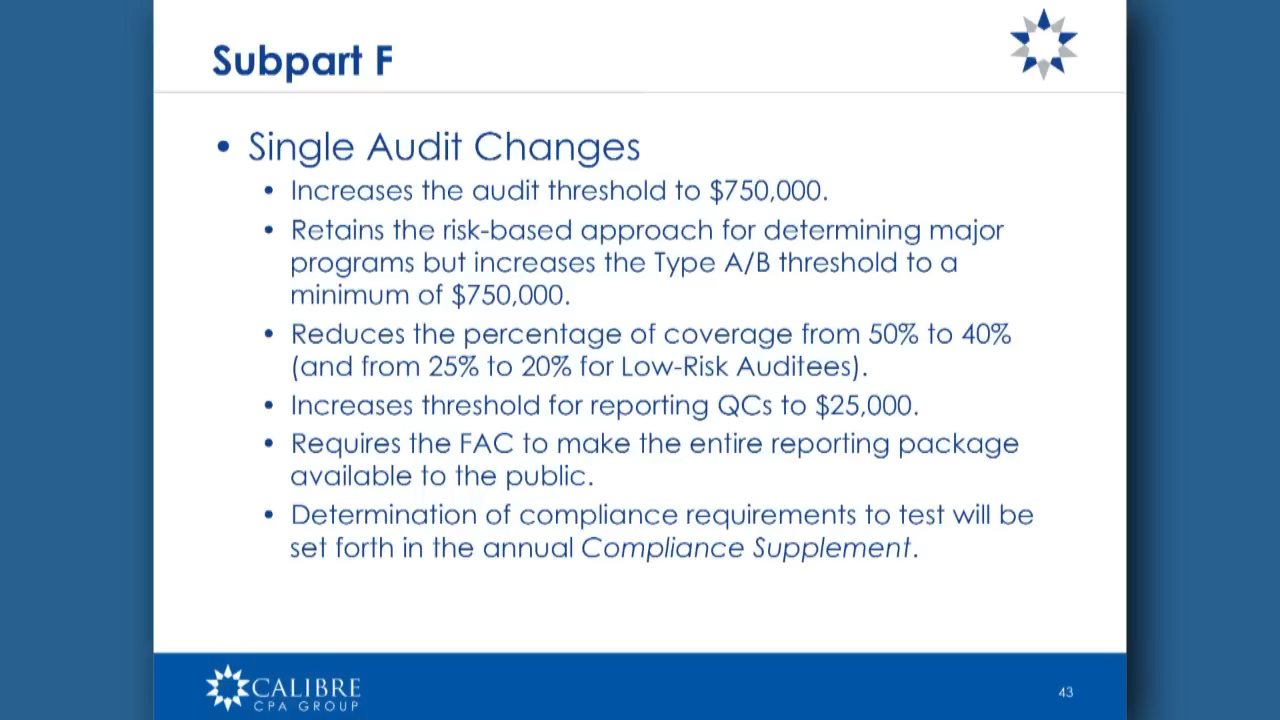 Subpart F
• Single Audit Changes
• Increases the audit threshold to $750,000.
• Retains the risk-based approach for determining major
programs but increases the Type A/B threshold to a
minimum of $750,000.
• Reduces the percentage of coverage from 50% to 40%
(and from 25% to 20% for Low-Risk Auditees).
• Increases threshold for reporting QCs to $25,000.
• Requires the FAC to make the entire reporting package
available to the public.
• Determination of compliance requirements to test will be
set forth in the annual Compliance Supplement.
CALIBRE
CPA GROUP
43